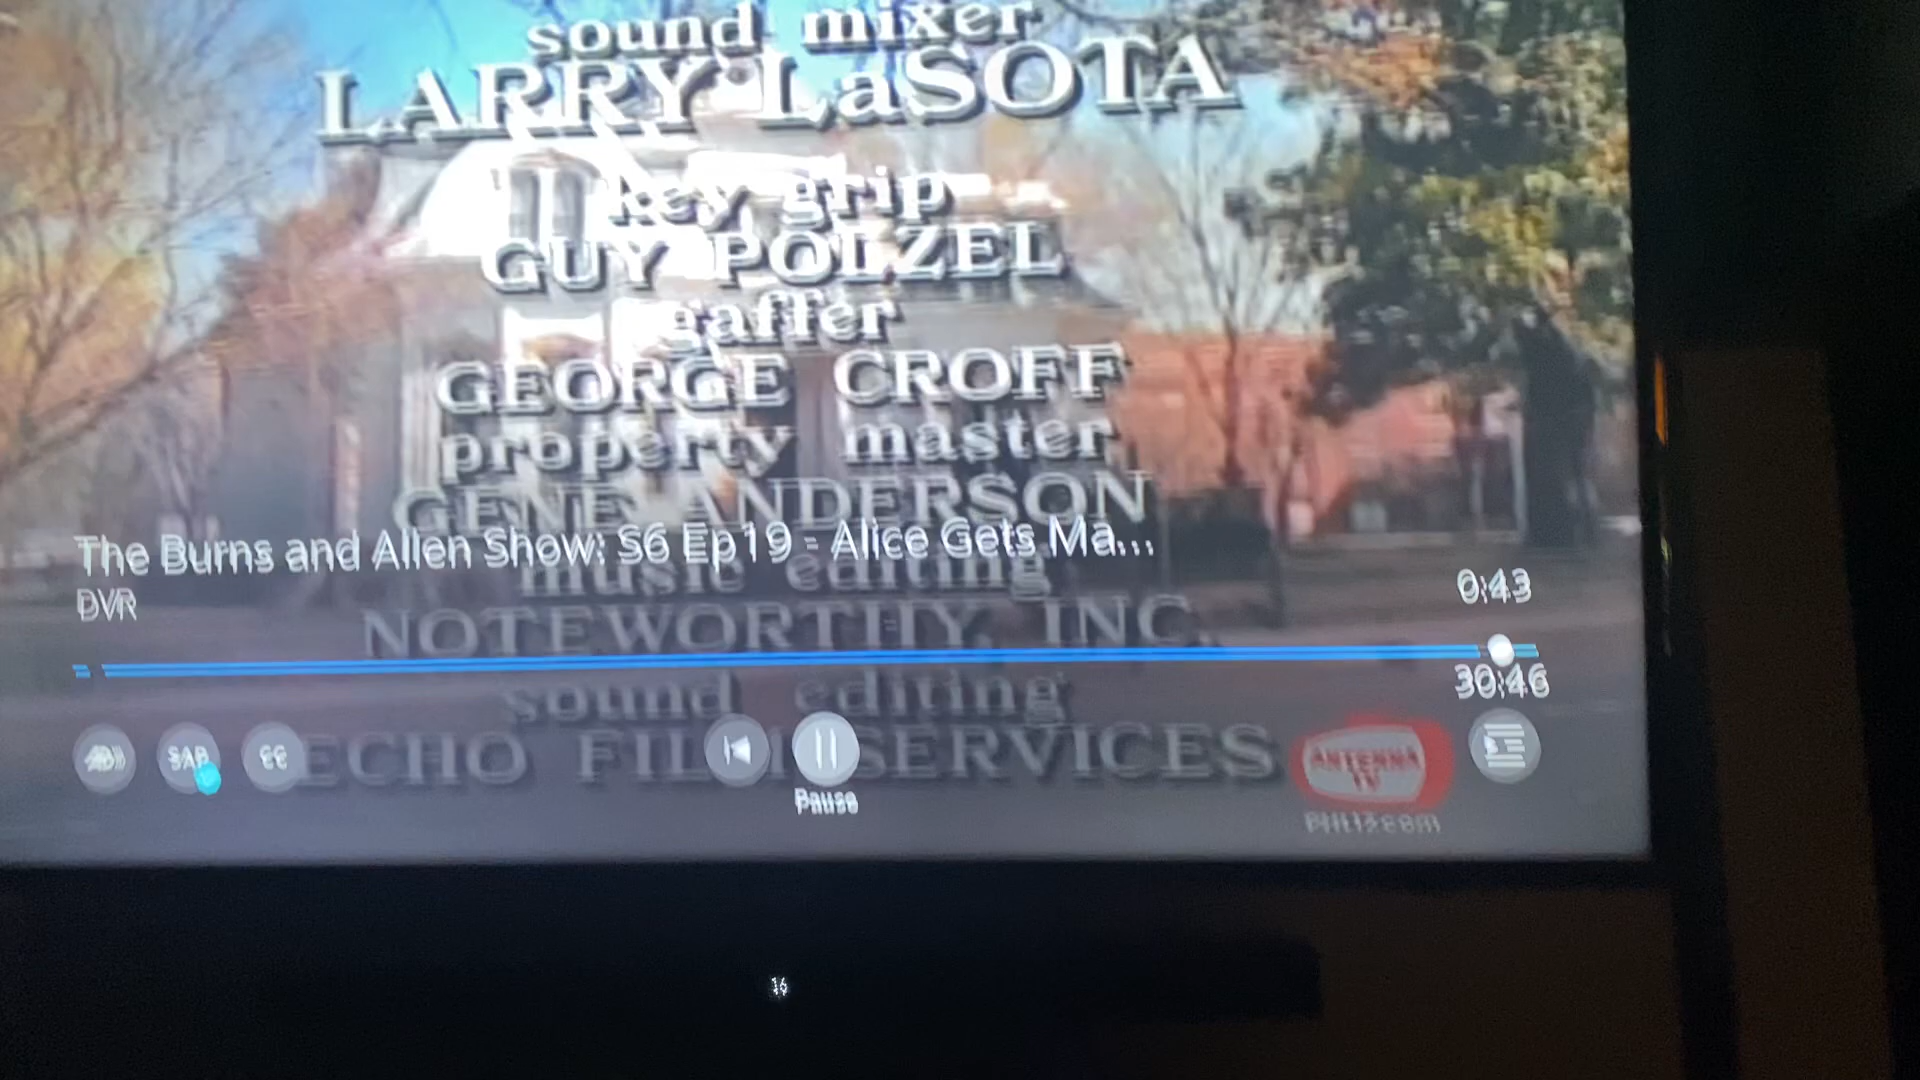 sound mixer
LARRY LaSOTA
key grip
GUY POLZEL
gaffer
GEORGE CROFF
property master
GENE ANDERSON
The Burns and Allen Show: S6 Ep19 - Alice Gets Ma...
music editing
DVR
0:43
NOTEWORTHY, INC.
30:46
sound editing
SAP
CC
ECHO FILM SERVICES
ANTENNA
TV
Pause
16